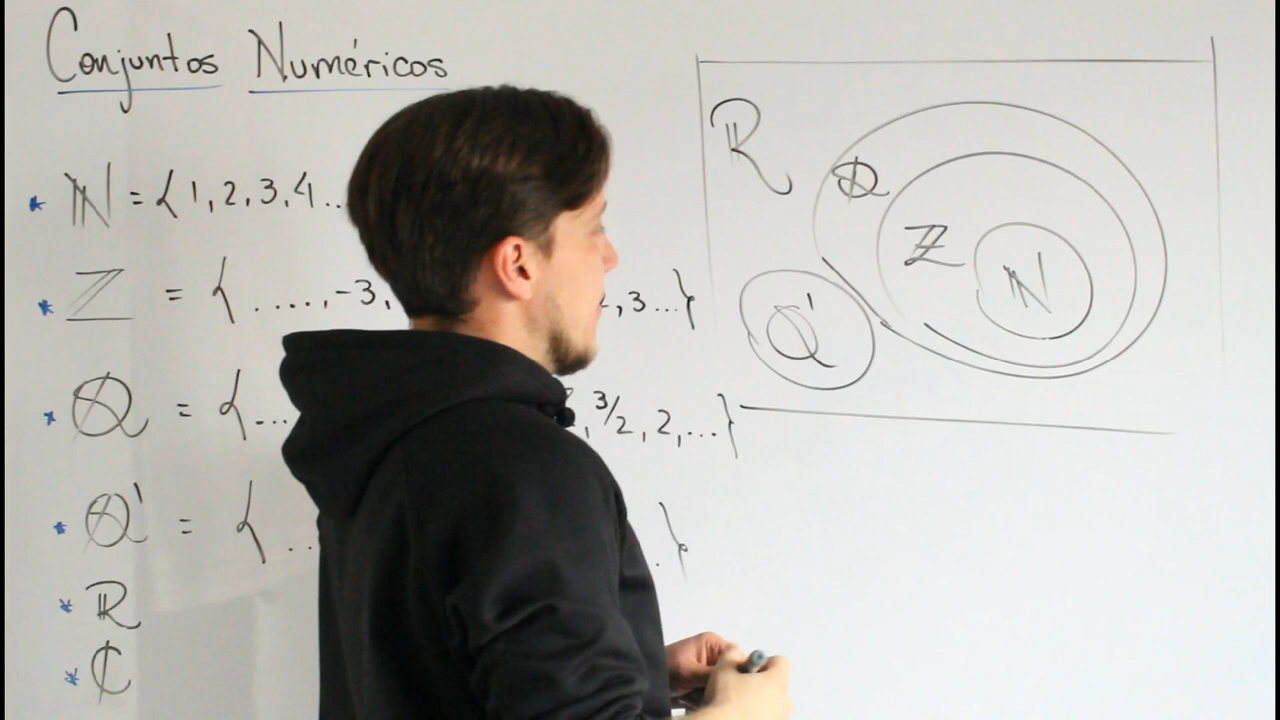 Conjuntos Numéricos
* ℕ = { 1, 2, 3, 4 ..
* ℤ = { ....., -3, , 3 ... }
* ℚ = { ... , 3/2, 2, ... }
* ℚ' = { .. . }
* ℝ
* ℂ
ℝ
ℚ
ℤ
ℕ
ℚ'